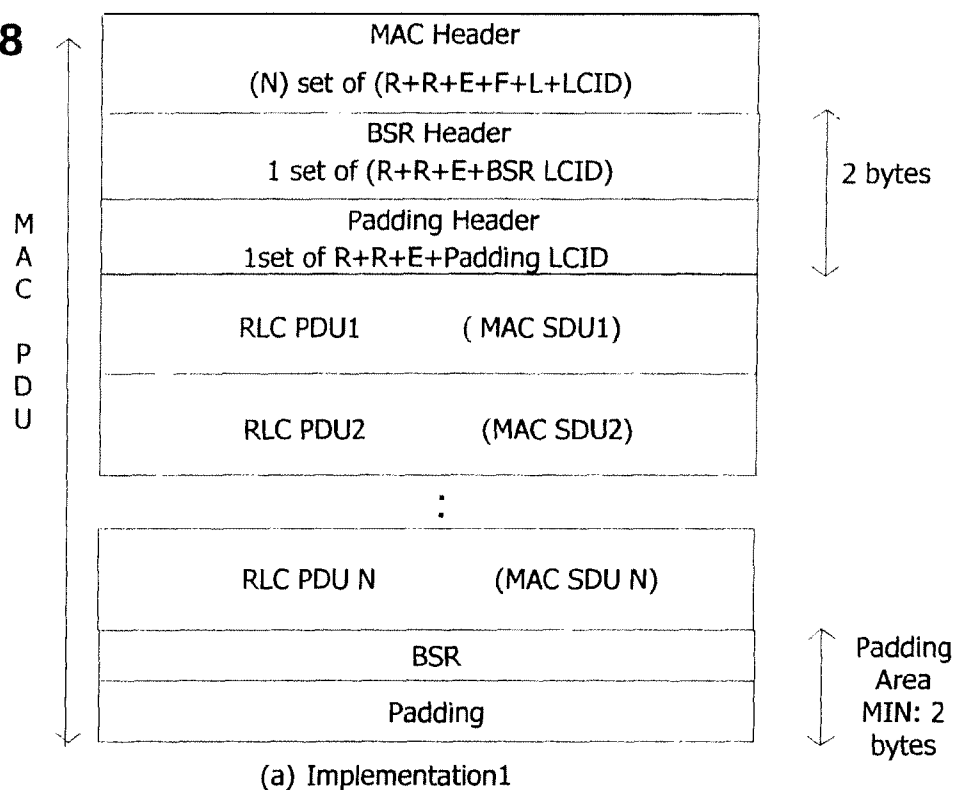 8
MAC Header
(N) set of (R+R+E+F+L+LCID)
BSR Header
1 set of (R+R+E+BSR LCID)
2 bytes
Padding Header
1set of R+R+E+Padding LCID
M
A
C
P
D
U
RLC PDU1 ( MAC SDU1)
RLC PDU2 (MAC SDU2)
:
RLC PDU N (MAC SDU N)
BSR
Padding
Padding
Area
MIN: 2
bytes
(a) Implementation1